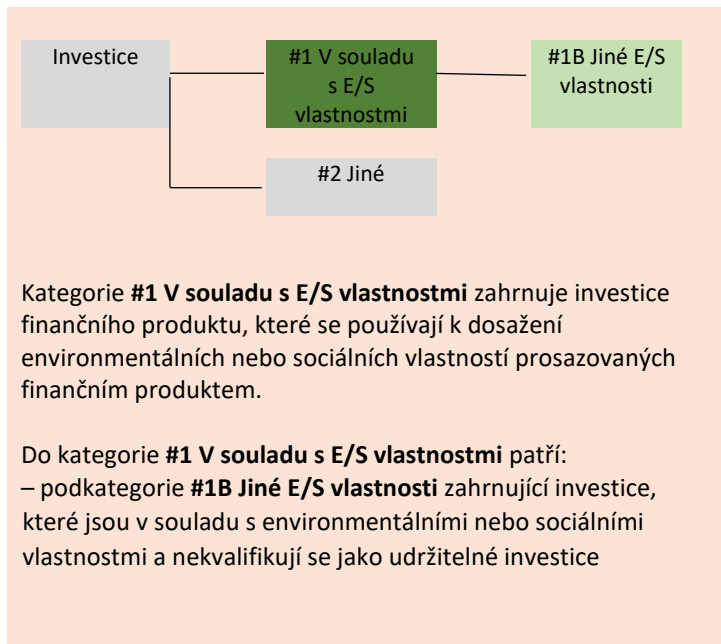 Investice
#1 V souladu
s E/S
vlastnostmi
#1B Jiné E/S
vlastnosti
#2 Jiné
Kategorie #1 V souladu s E/S vlastnostmi zahrnuje investice
finančního produktu, které se používají k dosažení
environmentálních nebo sociálních vlastností prosazovaných
finančním produktem.
Do kategorie #1 V souladu s E/S vlastnostmi patří:
– podkategorie #1B Jiné E/S vlastnosti zahrnující investice,
které jsou v souladu s environmentálními nebo sociálními
vlastnostmi a nekvalifikují se jako udržitelné investice